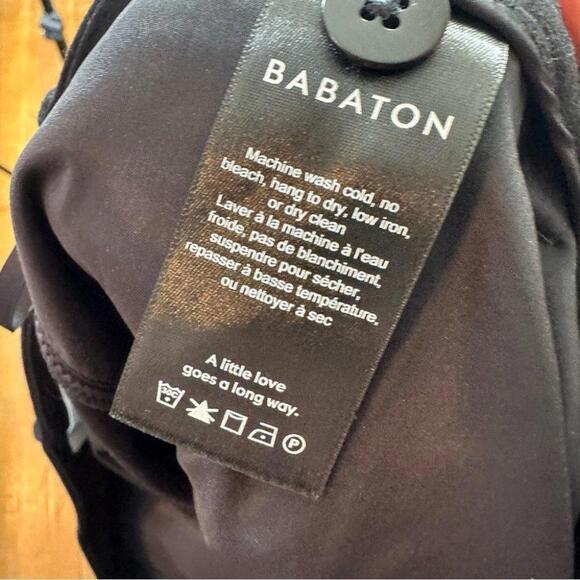 BABATON
Machine wash cold, no
bleach, hang to dry, low iron,
or dry clean
Laver à la machine à l'eau
froide, pas de blanchiment,
suspendre pour sécher,
repasser à basse température,
ou nettoyer à sec
A little love
goes a long way.
30C P